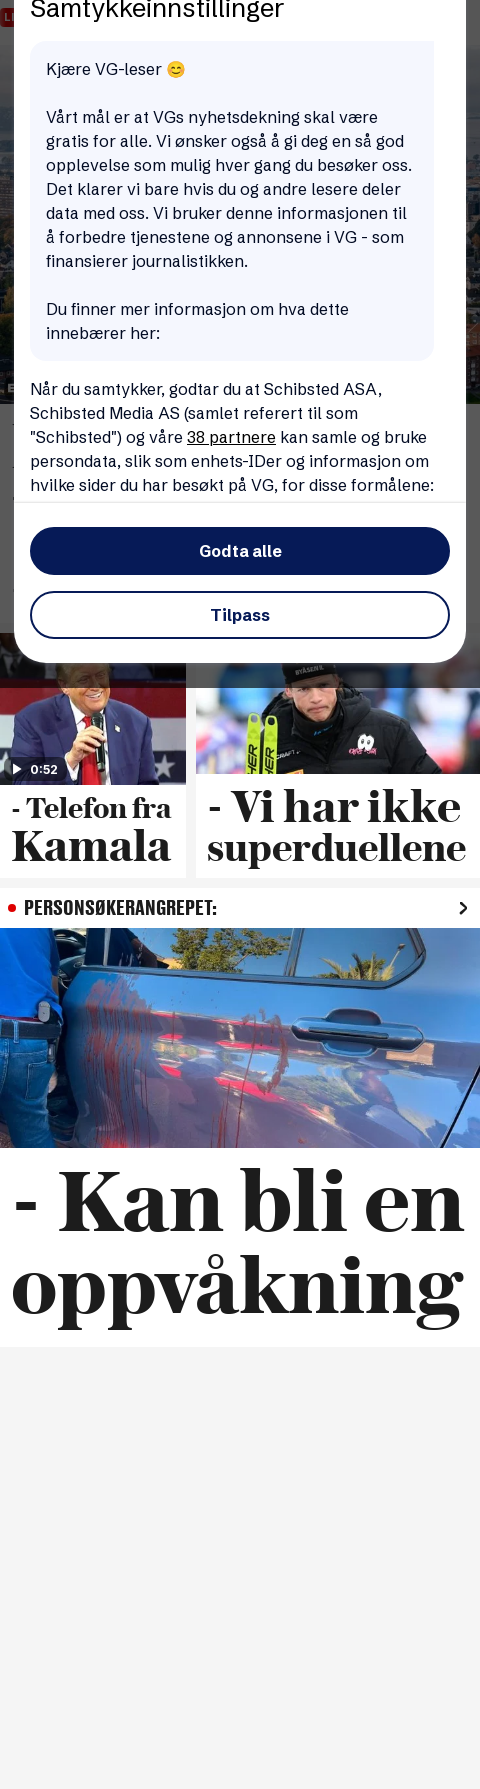 Samtykkeinnstillinger
Kjære VG-leser 😊
Vårt mål er at VGs nyhetsdekning skal være
gratis for alle. Vi ønsker også å gi deg en så god
opplevelse som mulig hver gang du besøker oss.
Det klarer vi bare hvis du og andre lesere deler
data med oss. Vi bruker denne informasjonen til
å forbedre tjenestene og annonsene i VG - som
finansierer journalistikken.
Du finner mer informasjon om hva dette
innebærer her:
Når du samtykker, godtar du at Schibsted ASA,
Schibsted Media AS (samlet referert til som
"Schibsted") og våre 38 partnere kan samle og bruke
persondata, slik som enhets-IDer og informasjon om
hvilke sider du har besøkt på VG, for disse formålene:
Godta alle
Tilpass
0:52
- Telefon fra
Kamala
- Vi har ikke
superduellene
PERSONSØKERANGREPET:
- Kan bli en
oppvåkning